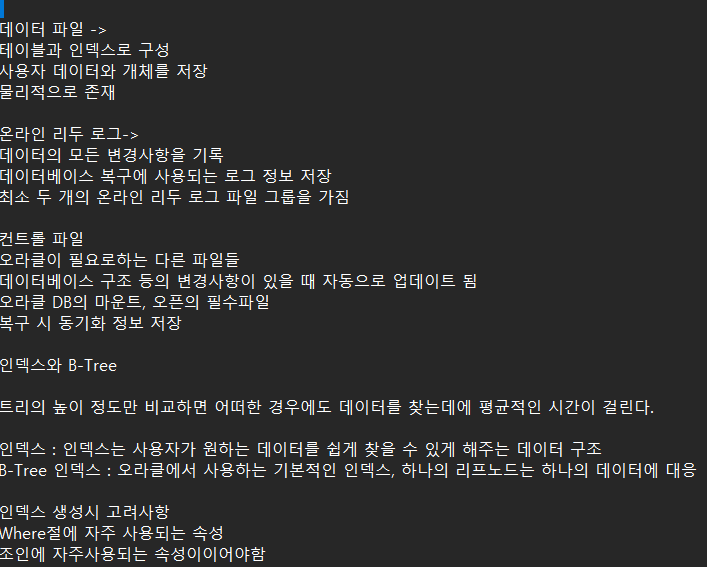 데이터 파일 ->
테이블과 인덱스로 구성
사용자 데이터와 개체를 저장
물리적으로 존재
온라인 리두 로그->
데이터의 모든 변경사항을 기록
데이터베이스 복구에 사용되는 로그 정보 저장
최소 두 개의 온라인 리두 로그 파일 그룹을 가짐
컨트롤 파일
오라클이 필요로하는 다른 파일들
데이터베이스 구조 등의 변경사항이 있을 때 자동으로 업데이트 됨
오라클 DB의 마운트, 오픈의 필수파일
복구 시 동기화 정보 저장
인덱스와 B-Tree
트리의 높이 정도만 비교하면 어떠한 경우에도 데이터를 찾는데에 평균적인 시간이 걸린다.
인덱스 : 인덱스는 사용자가 원하는 데이터를 쉽게 찾을 수 있게 해주는 데이터 구조
B-Tree 인덱스 : 오라클에서 사용하는 기본적인 인덱스, 하나의 리프노드는 하나의 데이터에 대응
인덱스 생성시 고려사항
Where절에 자주 사용되는 속성
조인에 자주사용되는 속성이이어야함